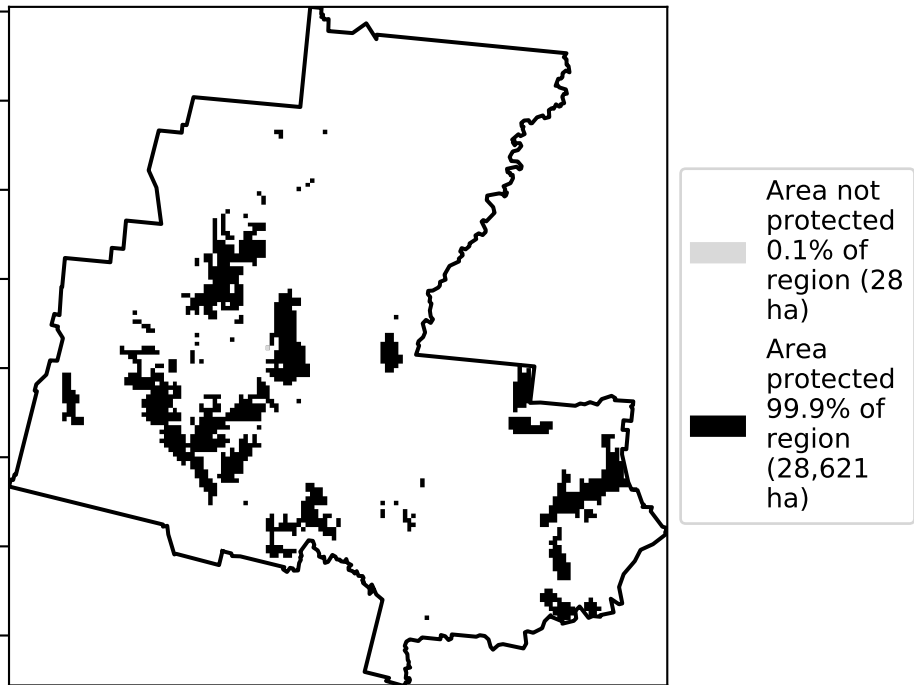 Area not
protected
0.1% of
region (28
ha)
Area
protected
99.9% of
region
(28,621
ha)